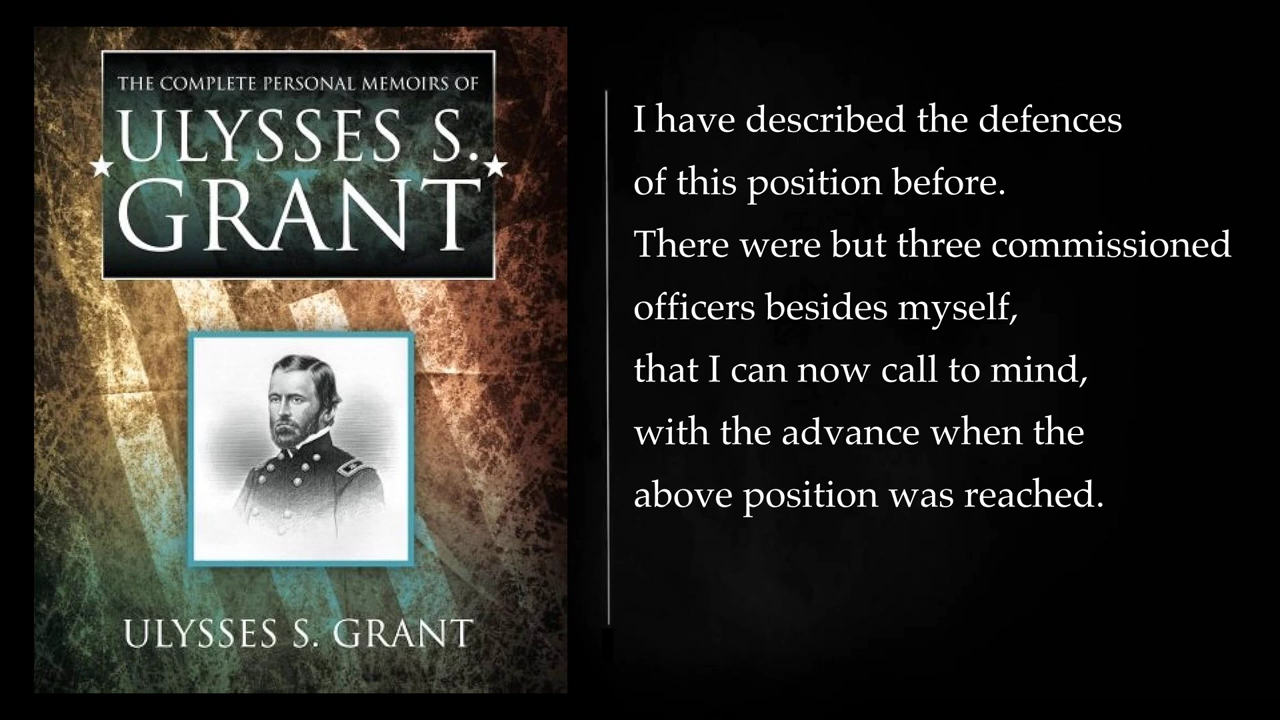 THE COMPLETE PERSONAL MEMOIRS OF
ULYSSES S.
GRANT
ULYSSES S. GRANT
I have described the defences
of this position before.
There were but three commissioned
officers besides myself,
that I can now call to mind,
with the advance when the
above position was reached.